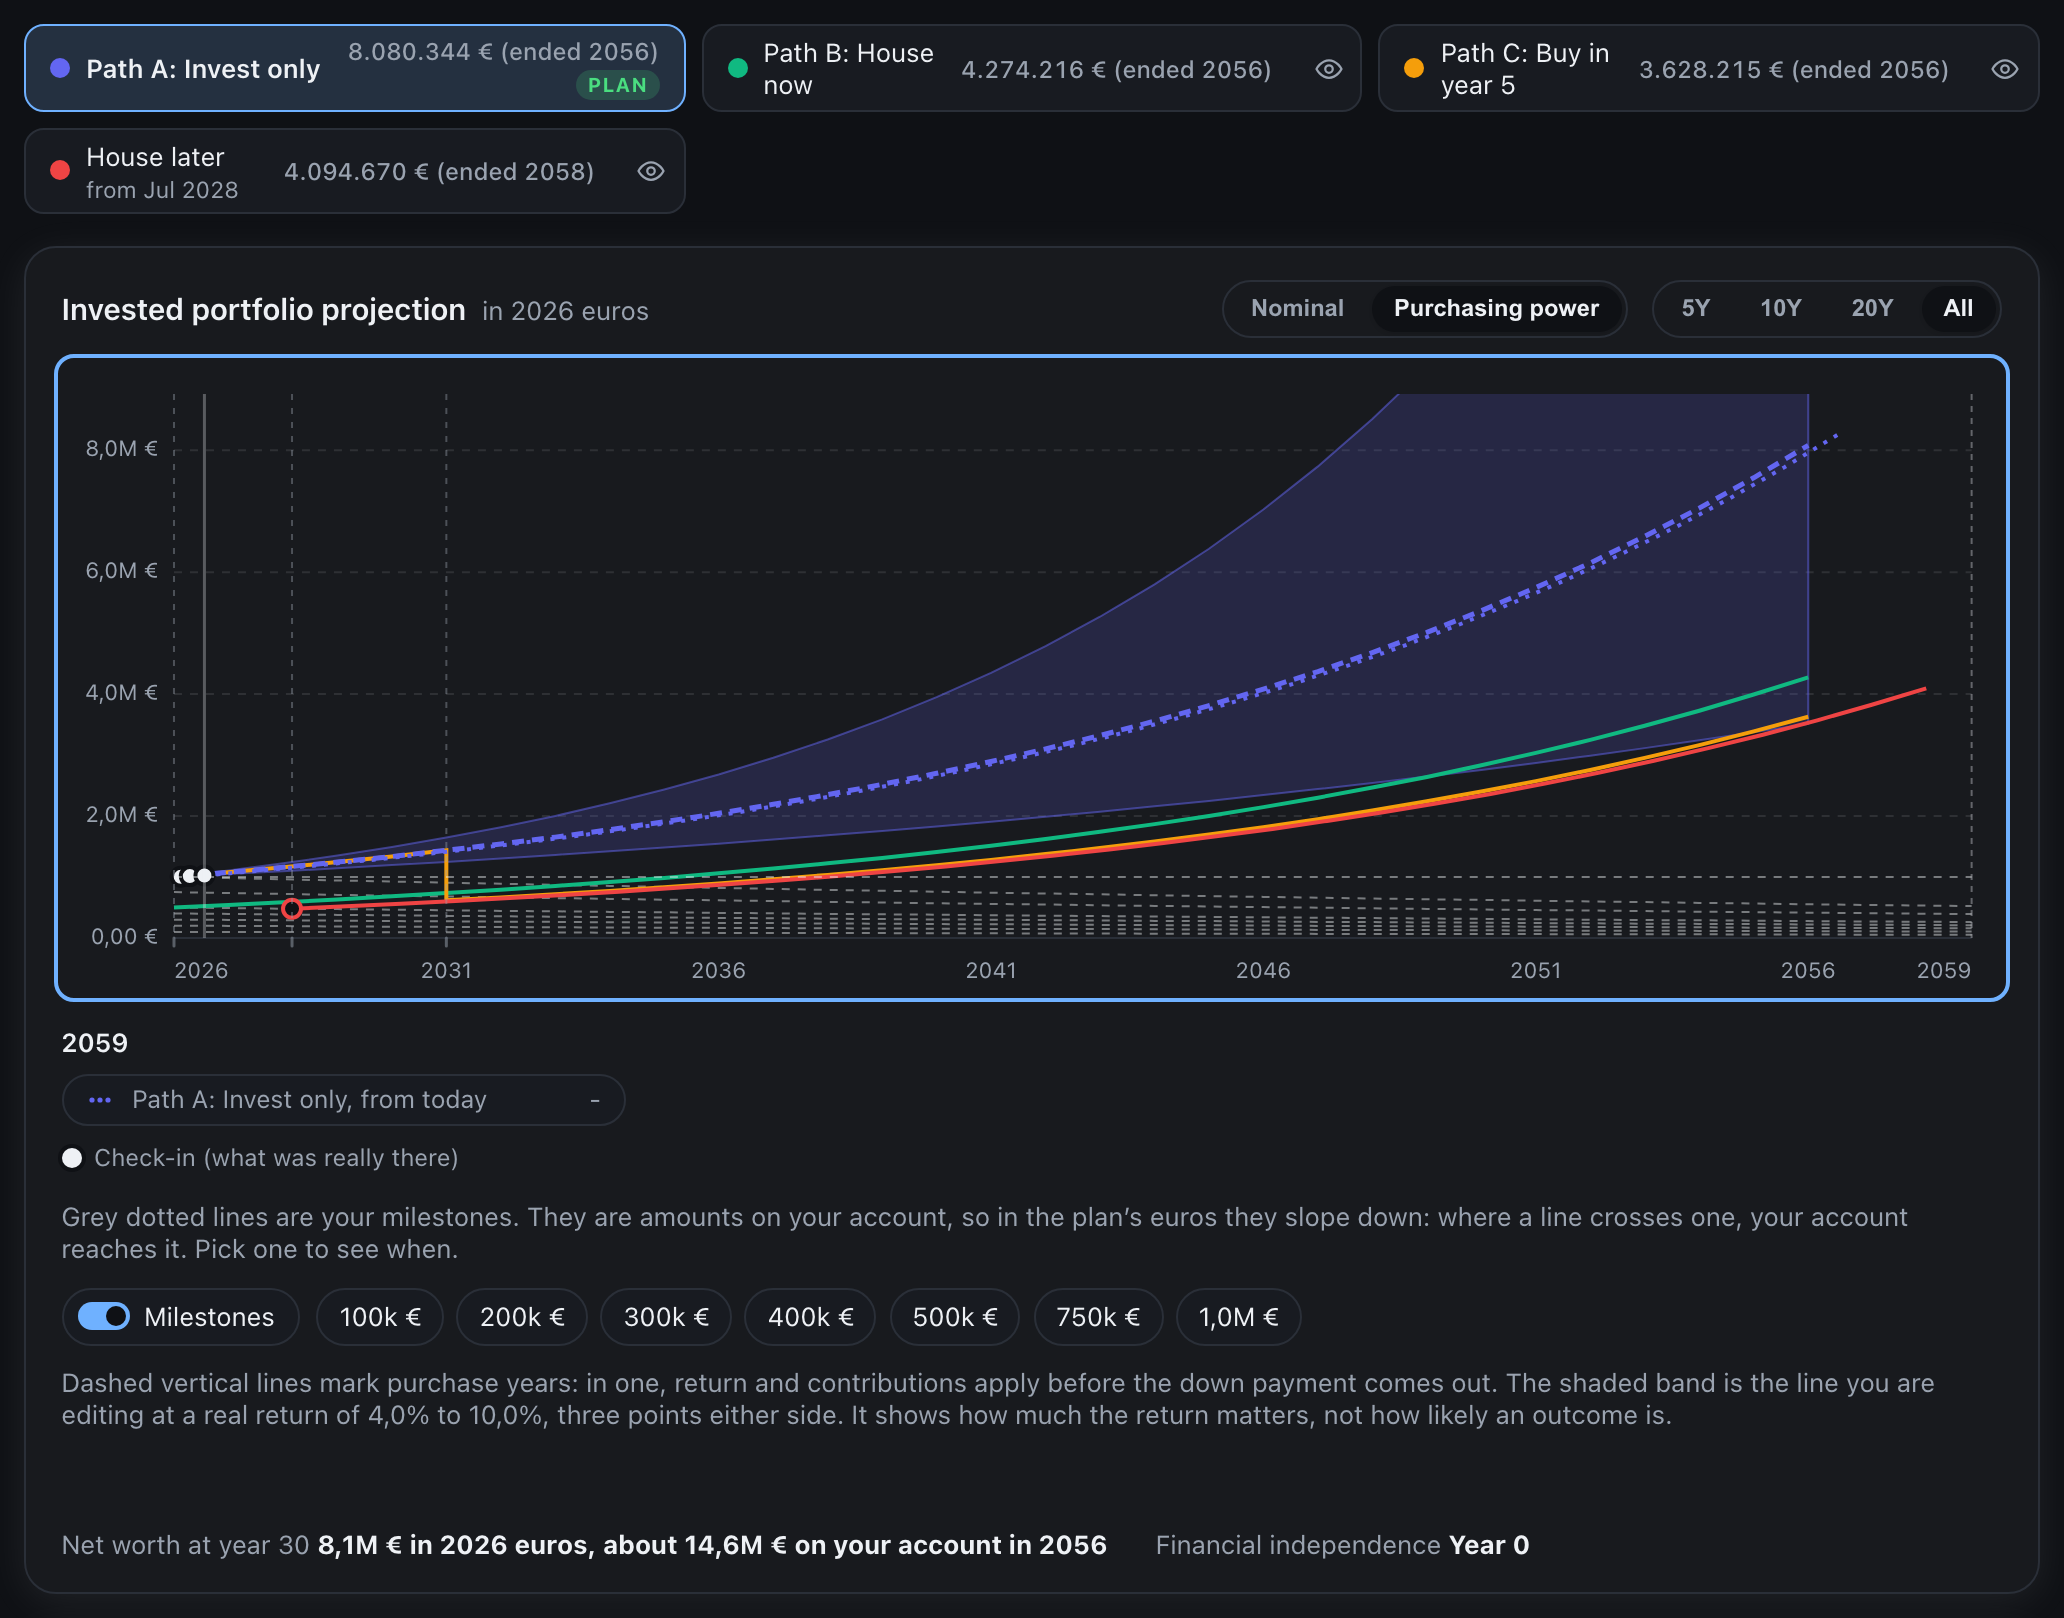 Path A: Invest only
8.080.344 € (ended 2056)
PLAN
Path B: House
now
4.274.216 € (ended 2056)
Path C: Buy in
year 5
3.628.215 € (ended 2056)
House later
from Jul 2028
4.094.670 € (ended 2058)
Invested portfolio projection in 2026 euros
Nominal Purchasing power
5Y 10Y 20Y All
8,0M €
6,0M €
4,0M €
2,0M €
0,00 €
2026 2031 2036 2041 2046 2051 2056 2059
2059
Path A: Invest only, from today -
Check-in (what was really there)
Grey dotted lines are your milestones. They are amounts on your account, so in the plan’s euros they slope down: where a line crosses one, your account
reaches it. Pick one to see when.
Milestones 100k € 200k € 300k € 400k € 500k € 750k € 1,0M €
Dashed vertical lines mark purchase years: in one, return and contributions apply before the down payment comes out. The shaded band is the line you are
editing at a real return of 4,0% to 10,0%, three points either side. It shows how much the return matters, not how likely an outcome is.
Net worth at year 30 8,1M € in 2026 euros, about 14,6M € on your account in 2056 Financial independence Year 0